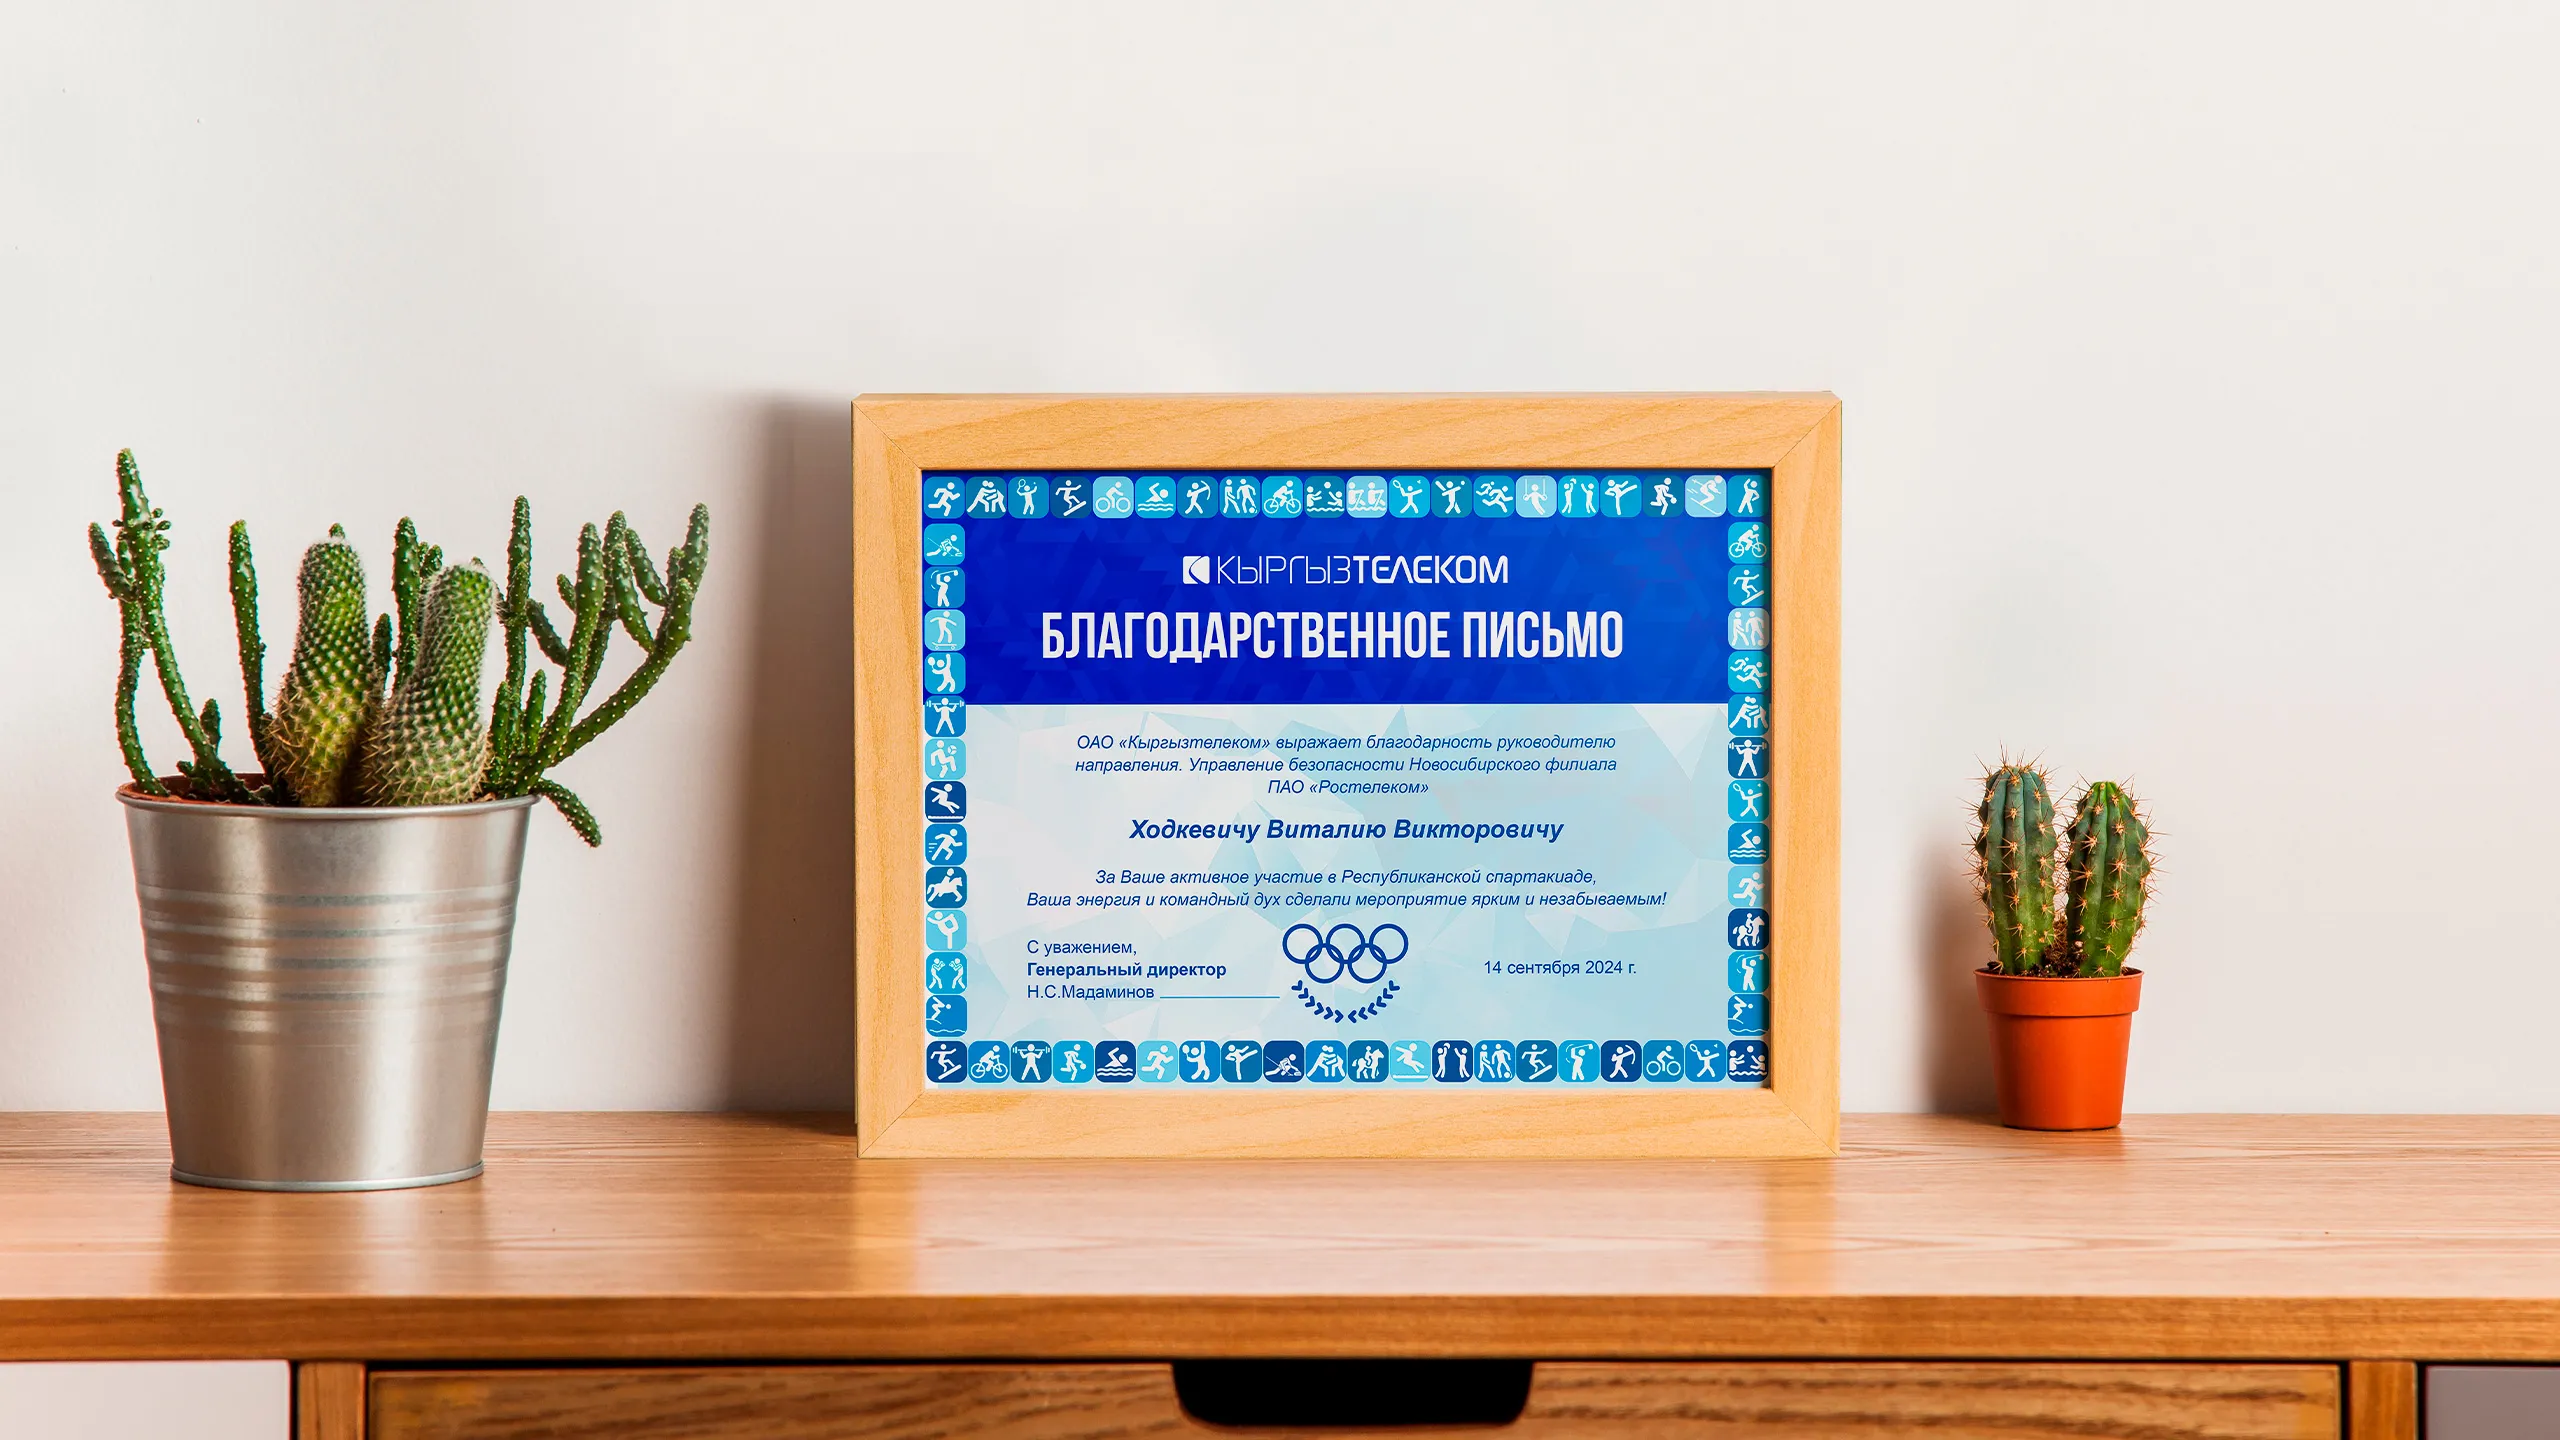 КЫРГЫЗТЕЛЕКОМ
БЛАГОДАРСТВЕННОЕ ПИСЬМО
ОАО «Кыргызтелеком» выражает благодарность руководителю
направления. Управление безопасности Новосибирского филиала
ПАО «Ростелеком»
Ходкевичу Виталию Викторовичу
За Ваше активное участие в Республиканской спартакиаде,
Ваша энергия и командный дух сделали мероприятие ярким и незабываемым!
С уважением,
Генеральный директор
Н.С.Мадаминов
14 сентября 2024 г.